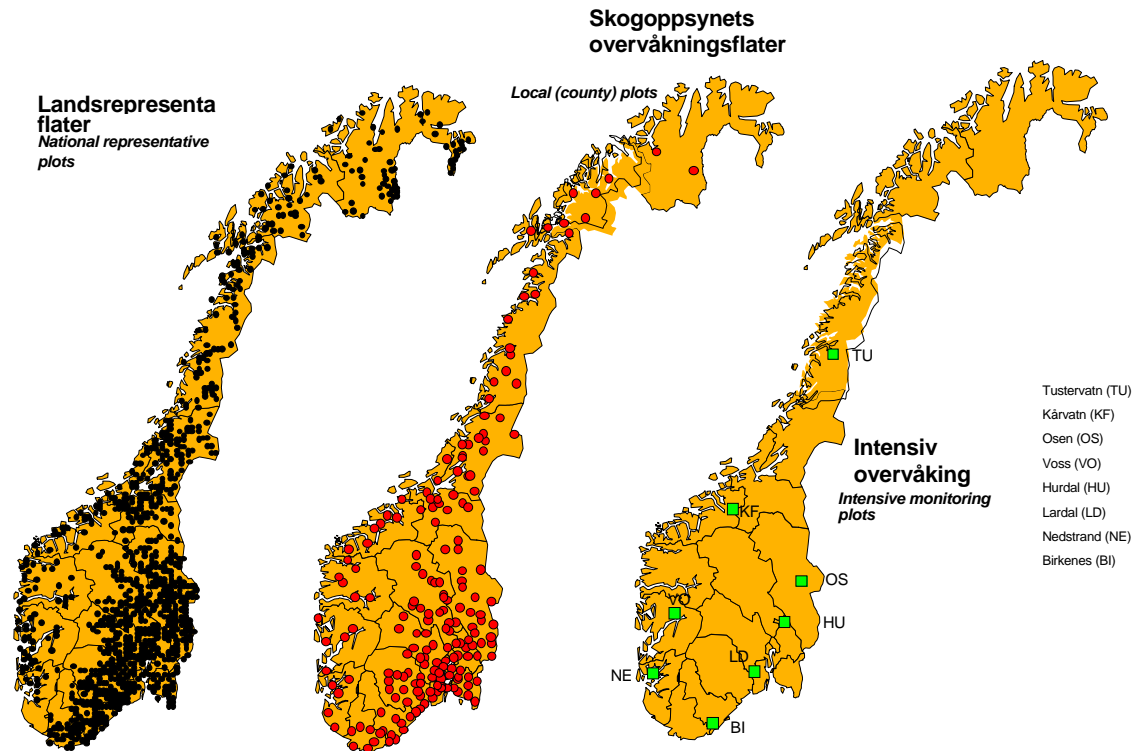 Landsrepresenta
flater
National representative
plots
Skogoppsynets
overvåkningsflater
Local (county) plots
Intensiv
overvåking
Intensive monitoring
plots
TU
KF
OS
VO
HU
LD
NE
BI
Tustervatn (TU)
Kårvatn (KF)
Osen (OS)
Voss (VO)
Hurdal (HU)
Lardal (LD)
Nedstrand (NE)
Birkenes (BI)